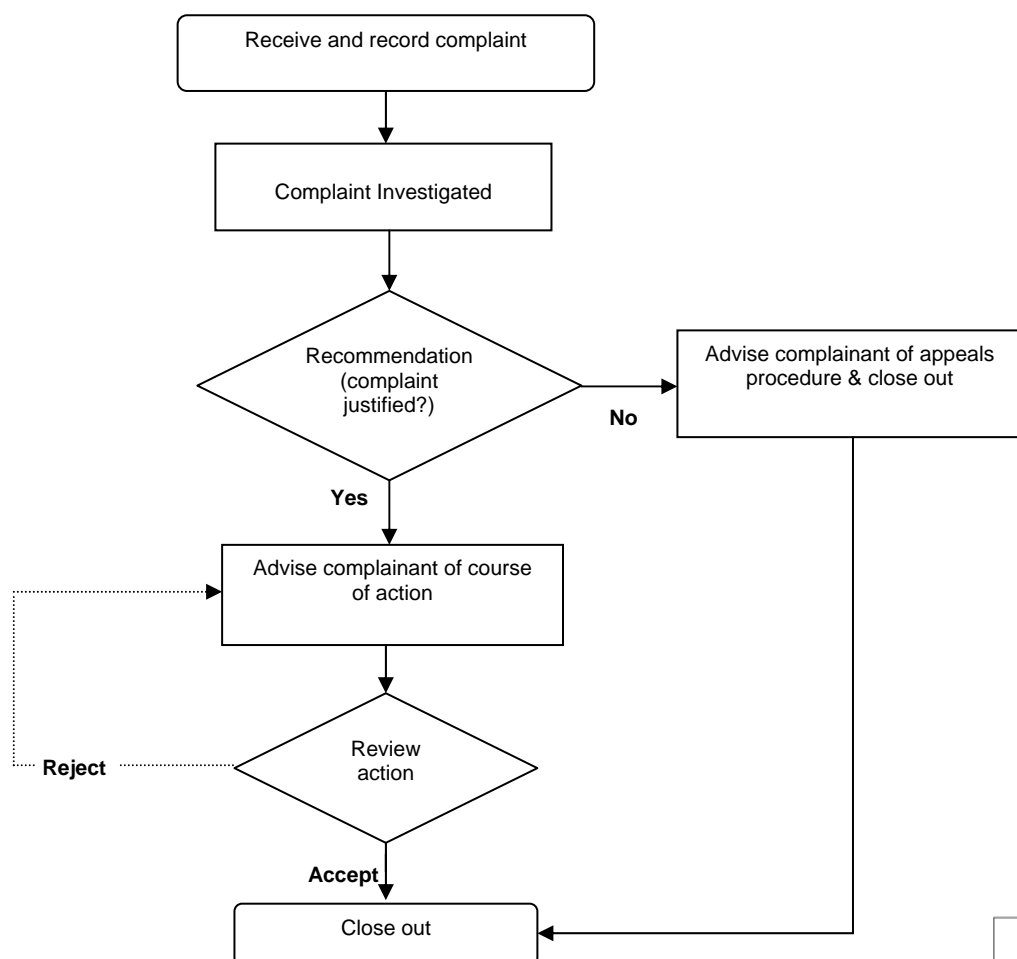 Receive and record complaint
Complaint Investigated
Recommendation
(complaint
justified?)
No
Advise complainant of appeals
procedure & close out
Yes
Advise complainant of course
of action
Review
action
Reject
Accept
Close out